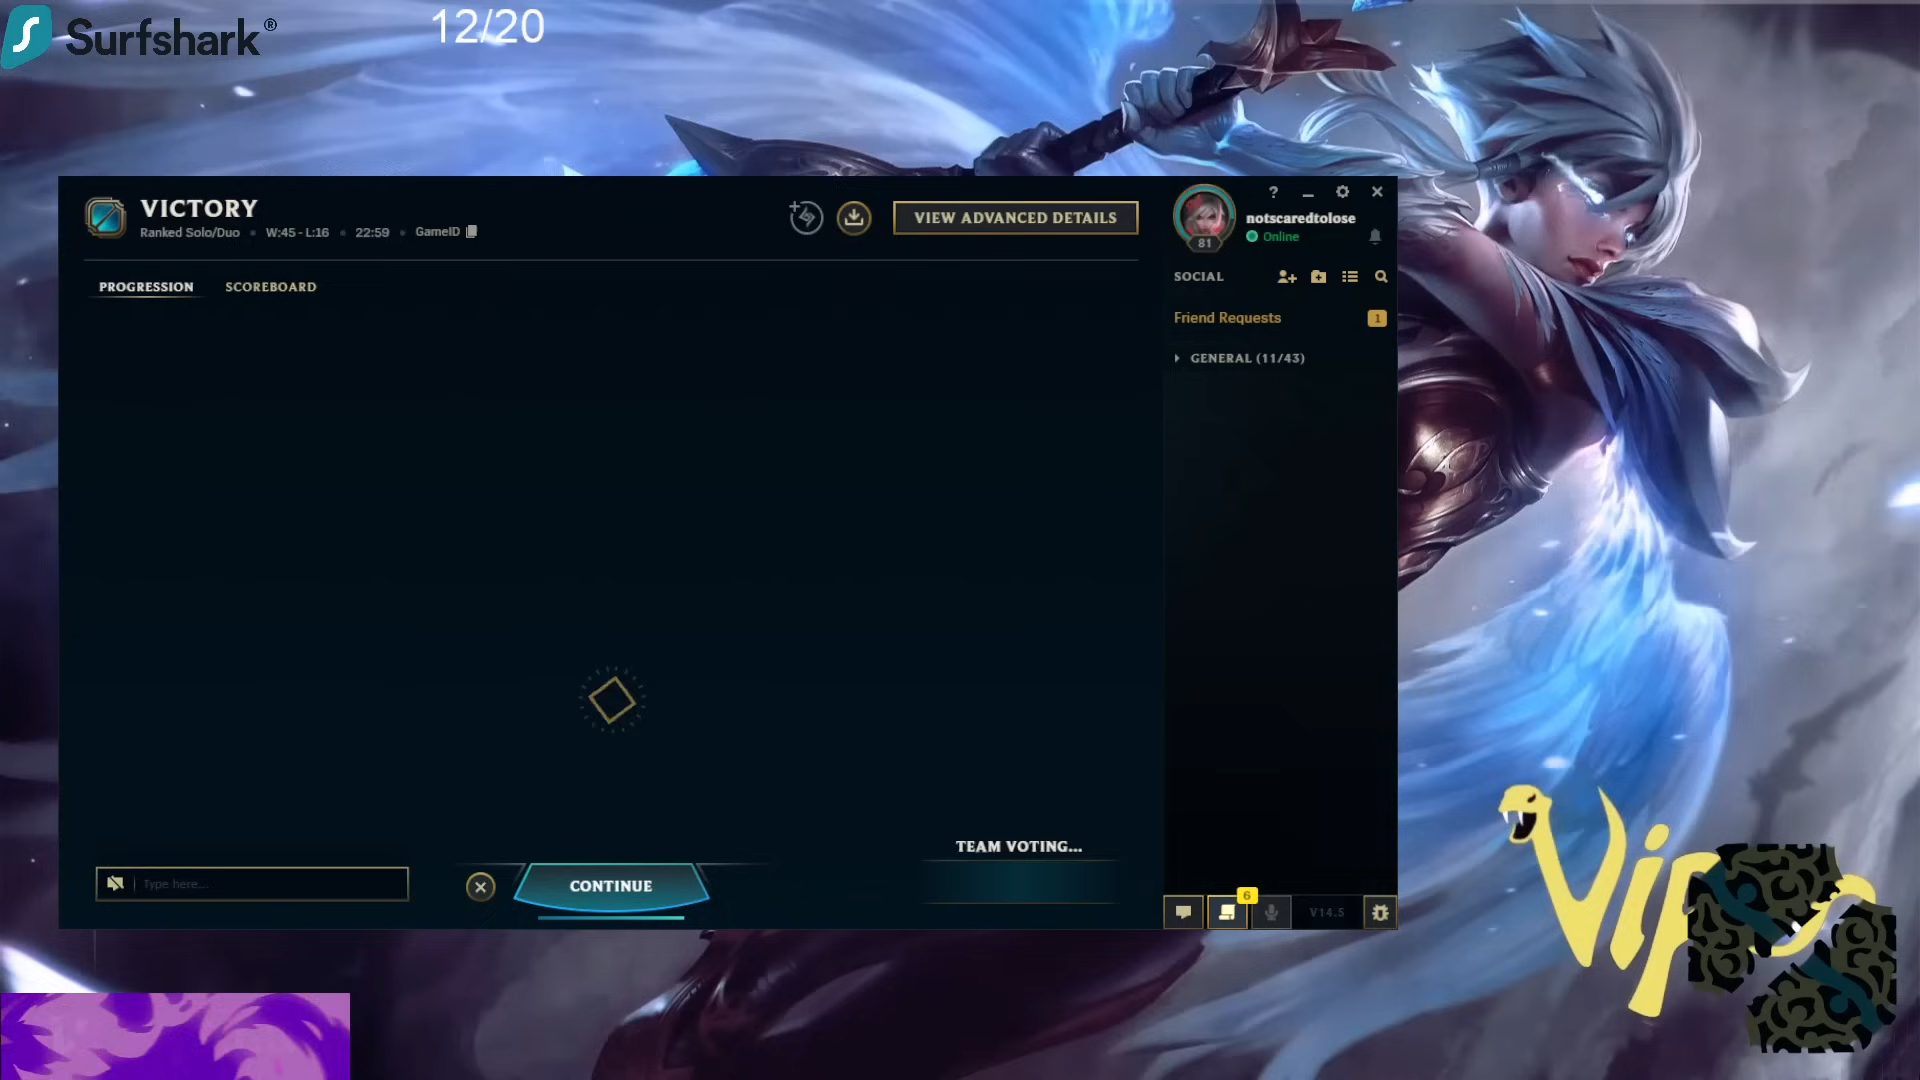 Surfshark®
12/20
VICTORY
Ranked Solo/Duo • W:45 - L:16 • 22:59 • GameID
VIEW ADVANCED DETAILS
81
notscaredtolose
Online
PROGRESSION
SCOREBOARD
SOCIAL
Friend Requests
1
GENERAL (11/43)
TEAM VOTING...
Type here...
CONTINUE
6
V14.5